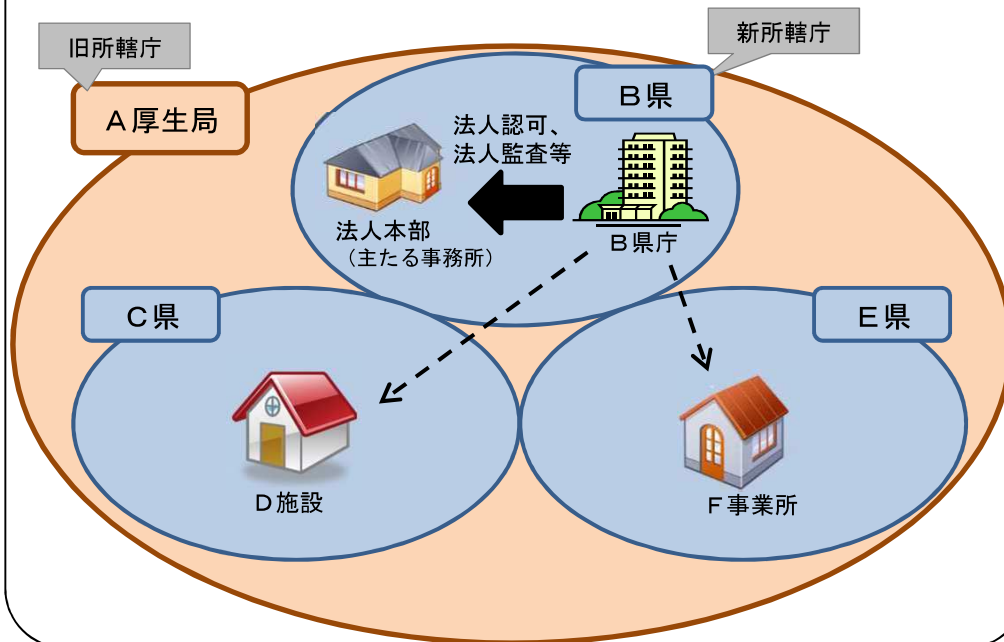 旧所轄庁
新所轄庁
A厚生局
B県
法人認可、
法人監査等
法人本部
（主たる事務所）
B県庁
C県
E県
D施設
F事業所